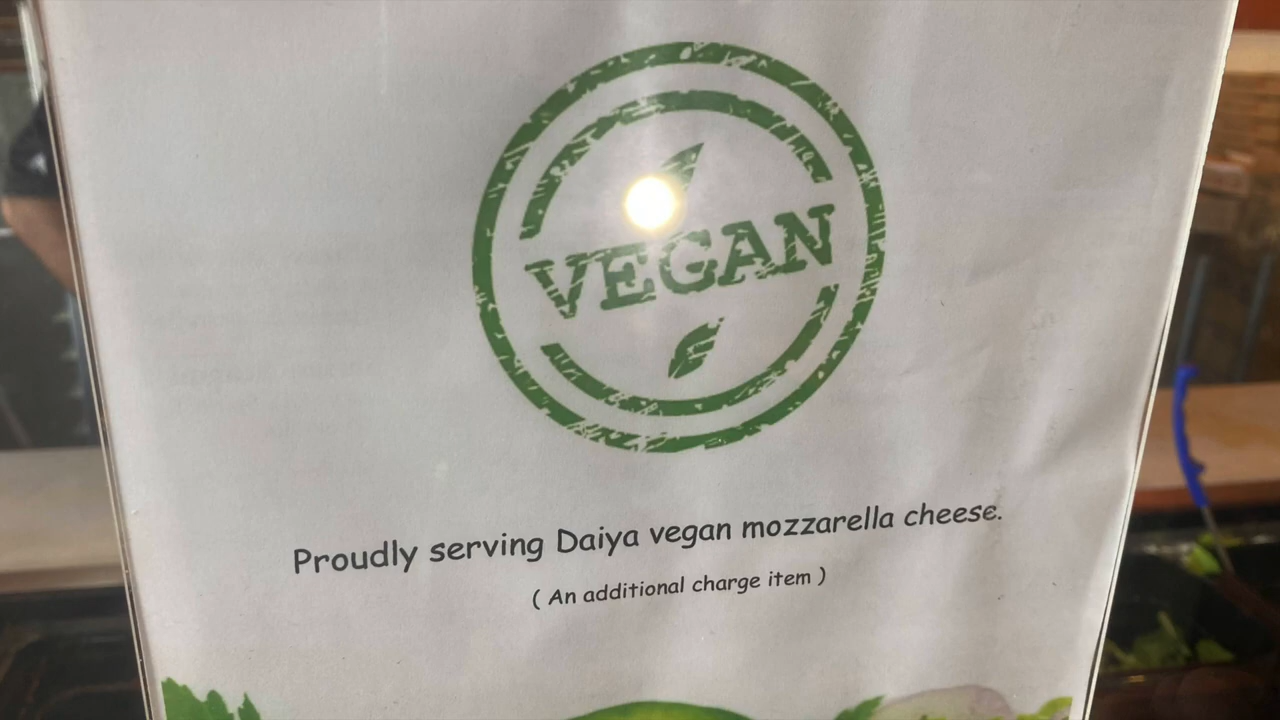 VEGAN
Proudly serving Daiya vegan mozzarella cheese.
( An additional charge item )